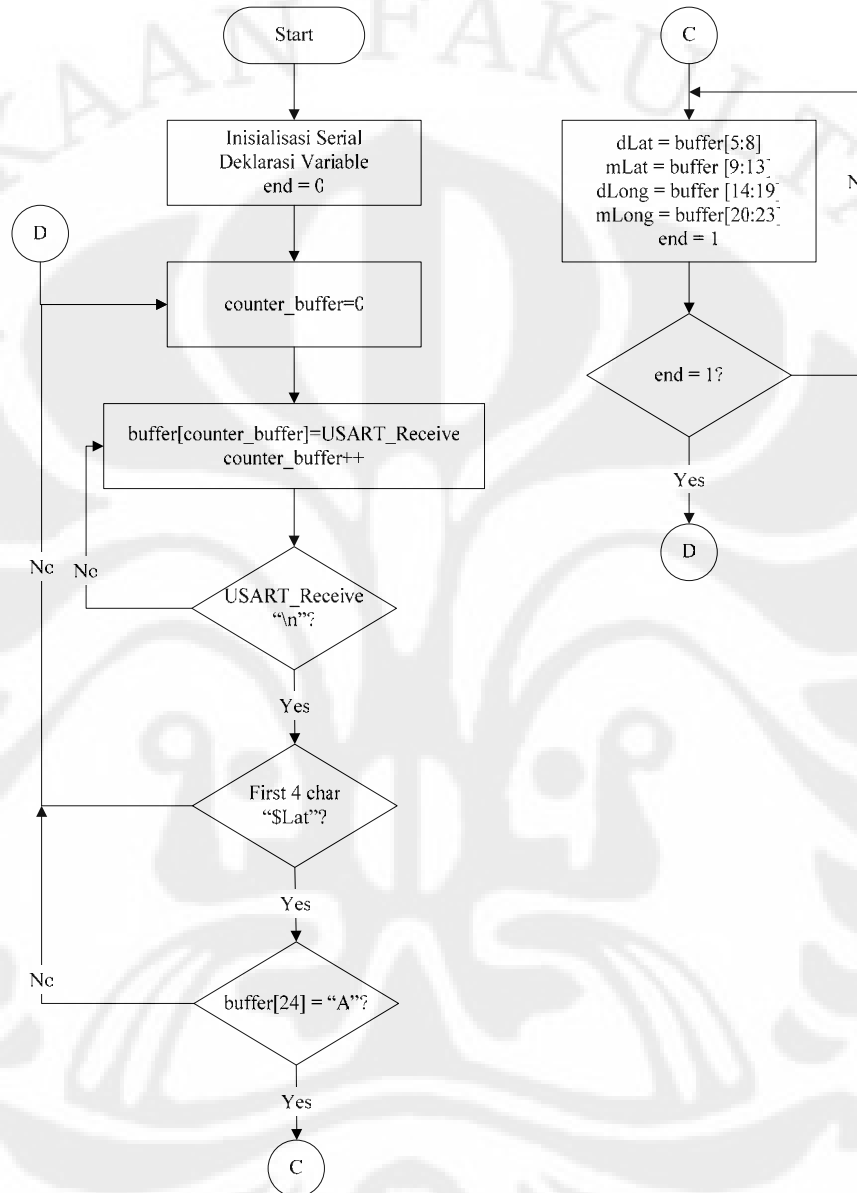 Start
Inisialisasi Serial
Deklarasi Variable
end = 0
D
counter_buffer=0
buffer[counter_buffer]=USART_Receive
counter_buffer++
No
No
USART_Receive
“\n”?
Yes
First 4 char
“$Lat”?
Yes
No
buffer[24] = “A”?
Yes
C
C
dLat = buffer[5:8]
mLat = buffer [9:13]
dLong = buffer [14:19]
mLong = buffer[20:23]
end = 1
N
end = 1?
Yes
D